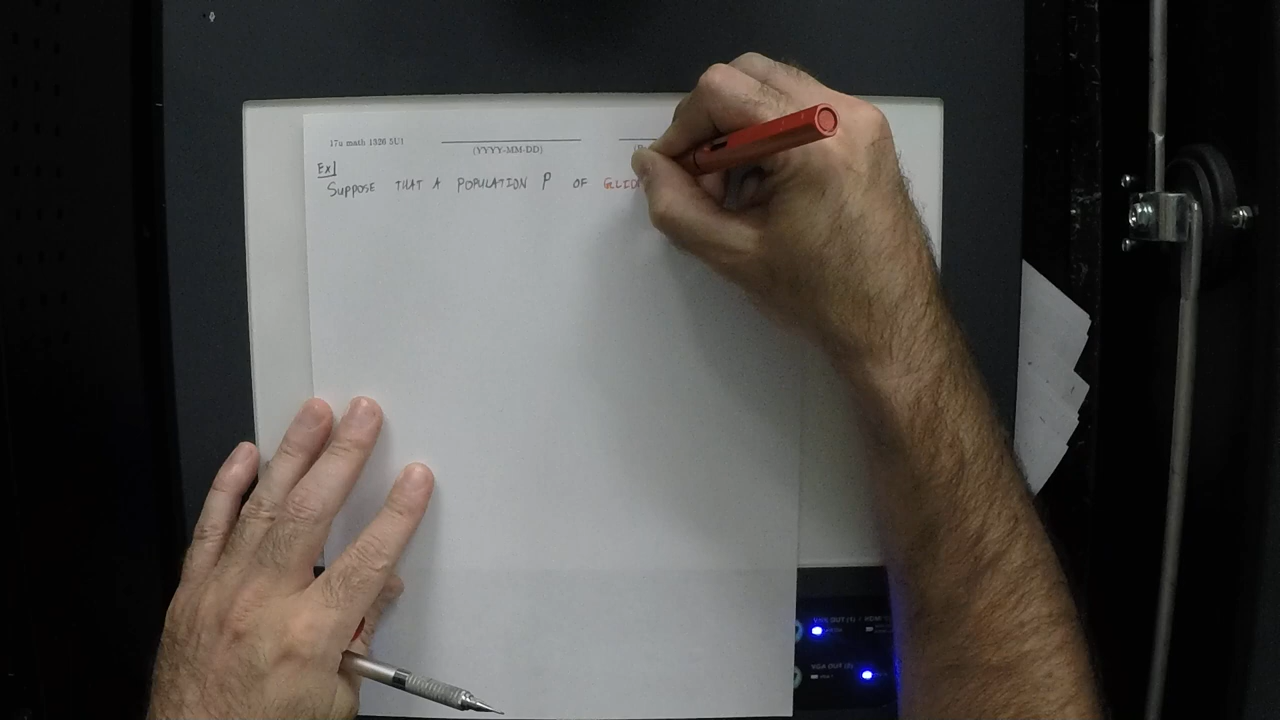 17u math 1326 5U1
(YYYY-MM-DD)
Ex1
SUPPOSE THAT A POPULATION P OF